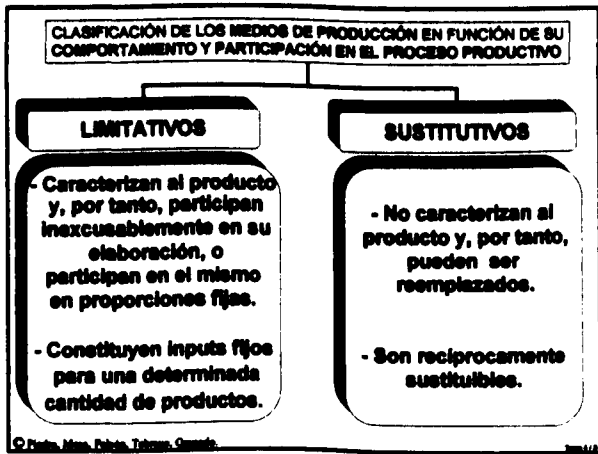 CLASIFICACIÓN DE LOS MEDIOS DE PRODUCCIÓN EN FUNCIÓN DE SU
COMPORTAMIENTO Y PARTICIPACIÓN EN EL PROCESO PRODUCTIVO
LIMITATIVOS
- Caracterizan al producto
y, por tanto, participan
inexcusablemente en su
elaboración, o
participan en el mismo
en proporciones fijas.
- Constituyen inputs fijos
para una determinada
cantidad de productos.
SUSTITUTIVOS
- No caracterizan al
producto y, por tanto,
pueden ser
reemplazados.
- Son recíprocamente
sustituibles.
©